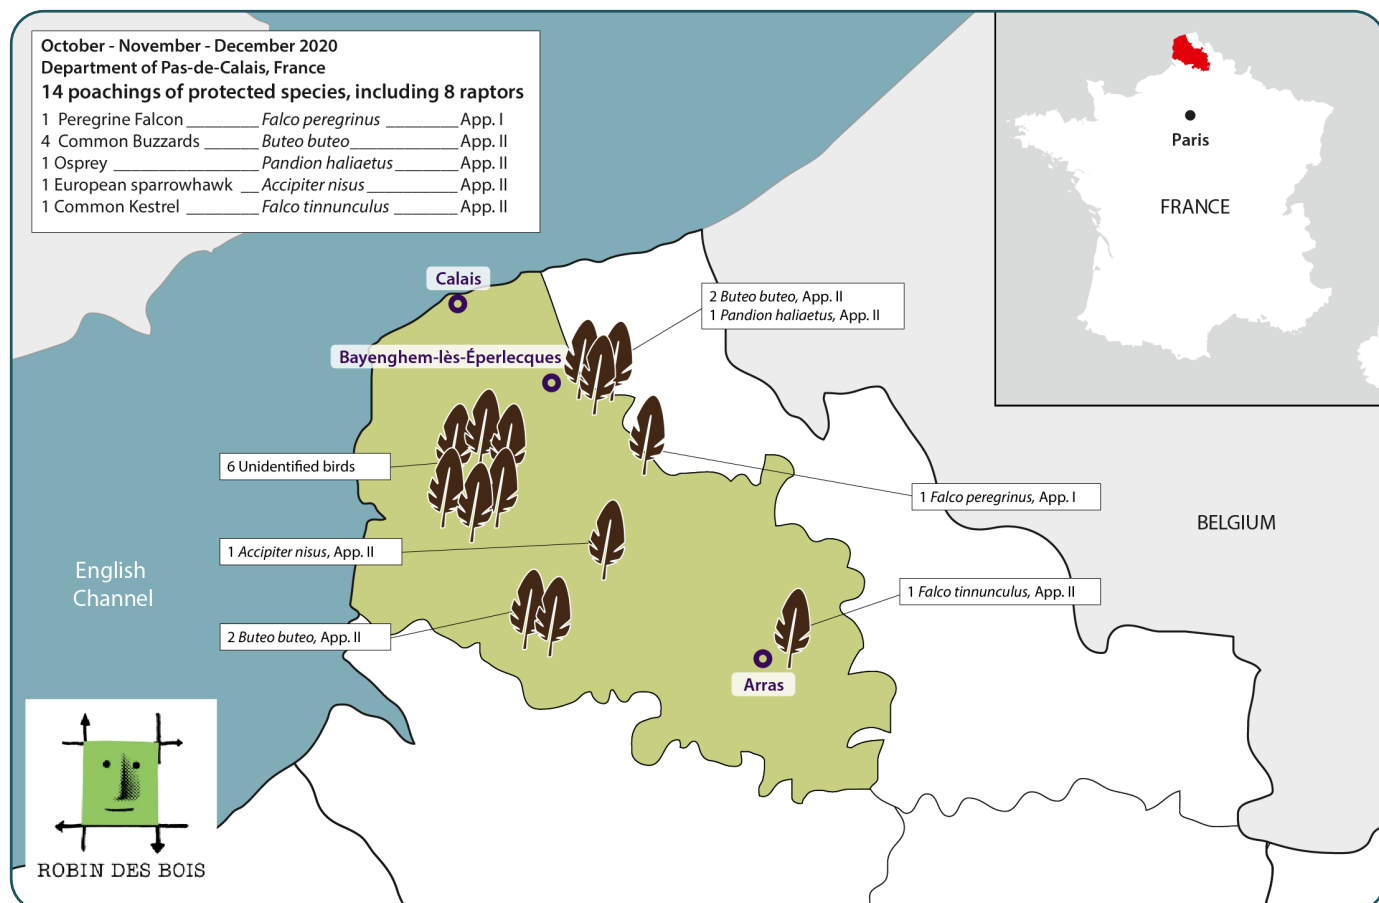 October - November - December 2020
Department of Pas-de-Calais, France
14 poachings of protected species, including 8 raptors
1 Peregrine Falcon ________ Falco peregrinus ________ App. I
4 Common Buzzards ______ Buteo buteo____________ App. II
1 Osprey ________________ Pandion haliaetus_______ App. II
1 European sparrowhawk __ Accipiter nisus__________ App. II
1 Common Kestrel ________ Falco tinnunculus _______ App. II
Paris
FRANCE
Calais
2 Buteo buteo, App. II
1 Pandion haliaetus, App. II
Bayenghem-lès-Éperlecques
6 Unidentified birds
1 Falco peregrinus, App. I
BELGIUM
1 Accipiter nisus, App. II
English
Channel
1 Falco tinnunculus, App. II
2 Buteo buteo, App. II
Arras
ROBIN DES BOIS